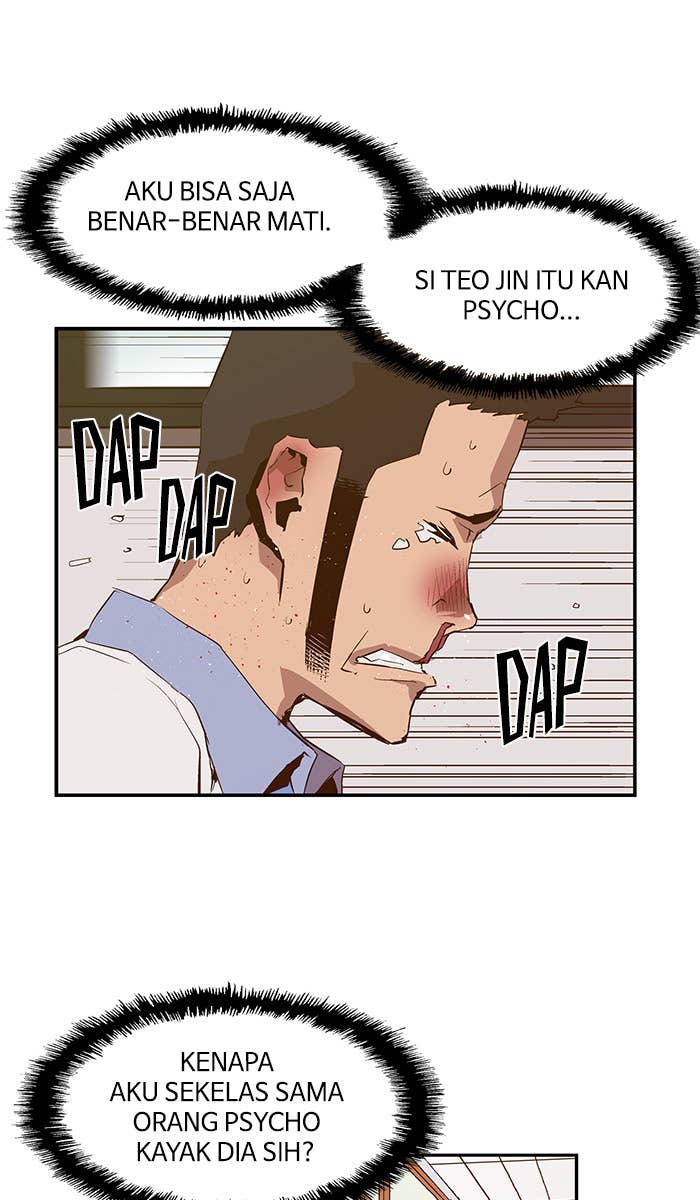 AKU BISA SAJA
BENAR-BENAR MATI.
SI TEO JIN ITU KAN
PSYCHO...
DAP
DAP
DAP
KENAPA
AKU SEKELAS SAMA
ORANG PSYCHO
KAYAK DIA SIH?